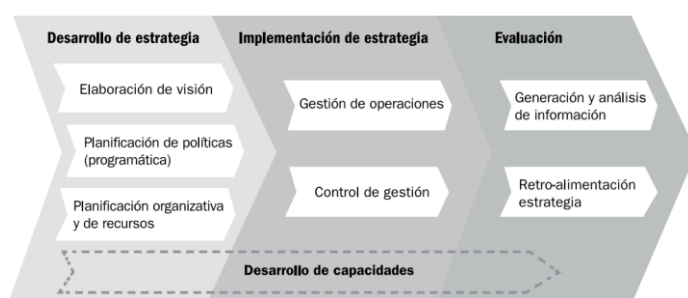 Desarrollo de estrategia
Elaboración de visión
Planificación de políticas
(programática)
Planificación organizativa
y de recursos
Implementación de estrategia
Gestión de operaciones
Control de gestión
Evaluación
Generación y análisis
de información
Retro-alimentación
estrategia
Desarrollo de capacidades